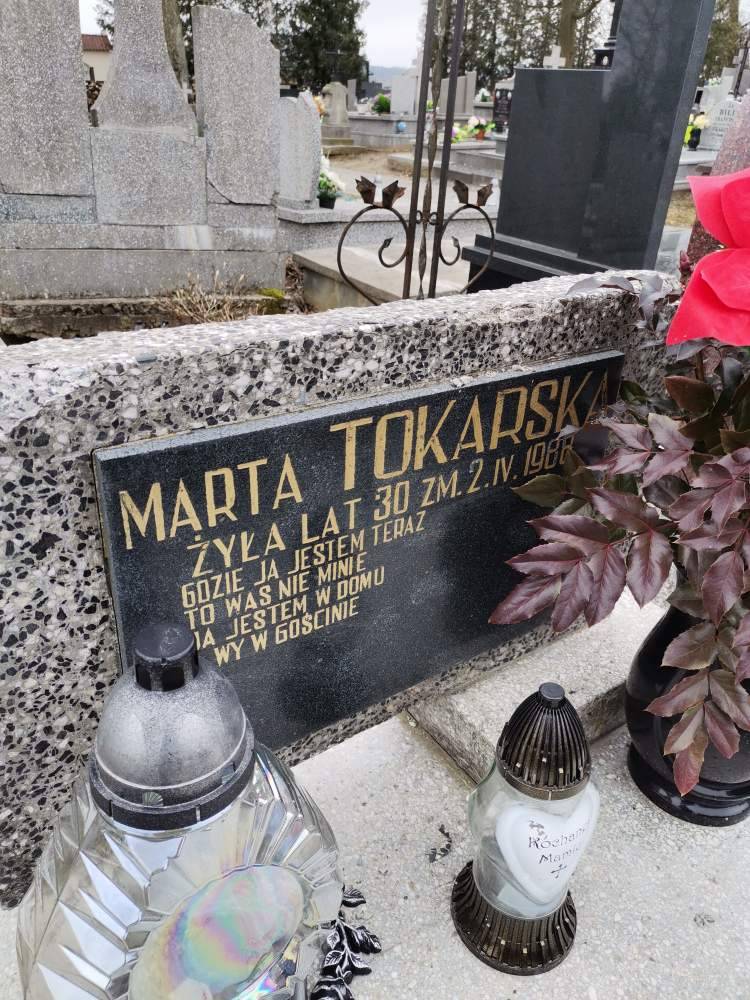 MARTA TOKARSKA
ŻYŁA LAT 30 ZM. 2. IV. 1988
GDZIE JA JESTEM TERAZ
TO WAS NIE MINIE
JA JESTEM W DOMU
WY W GOŚCINIE
Kochanej
Mamie